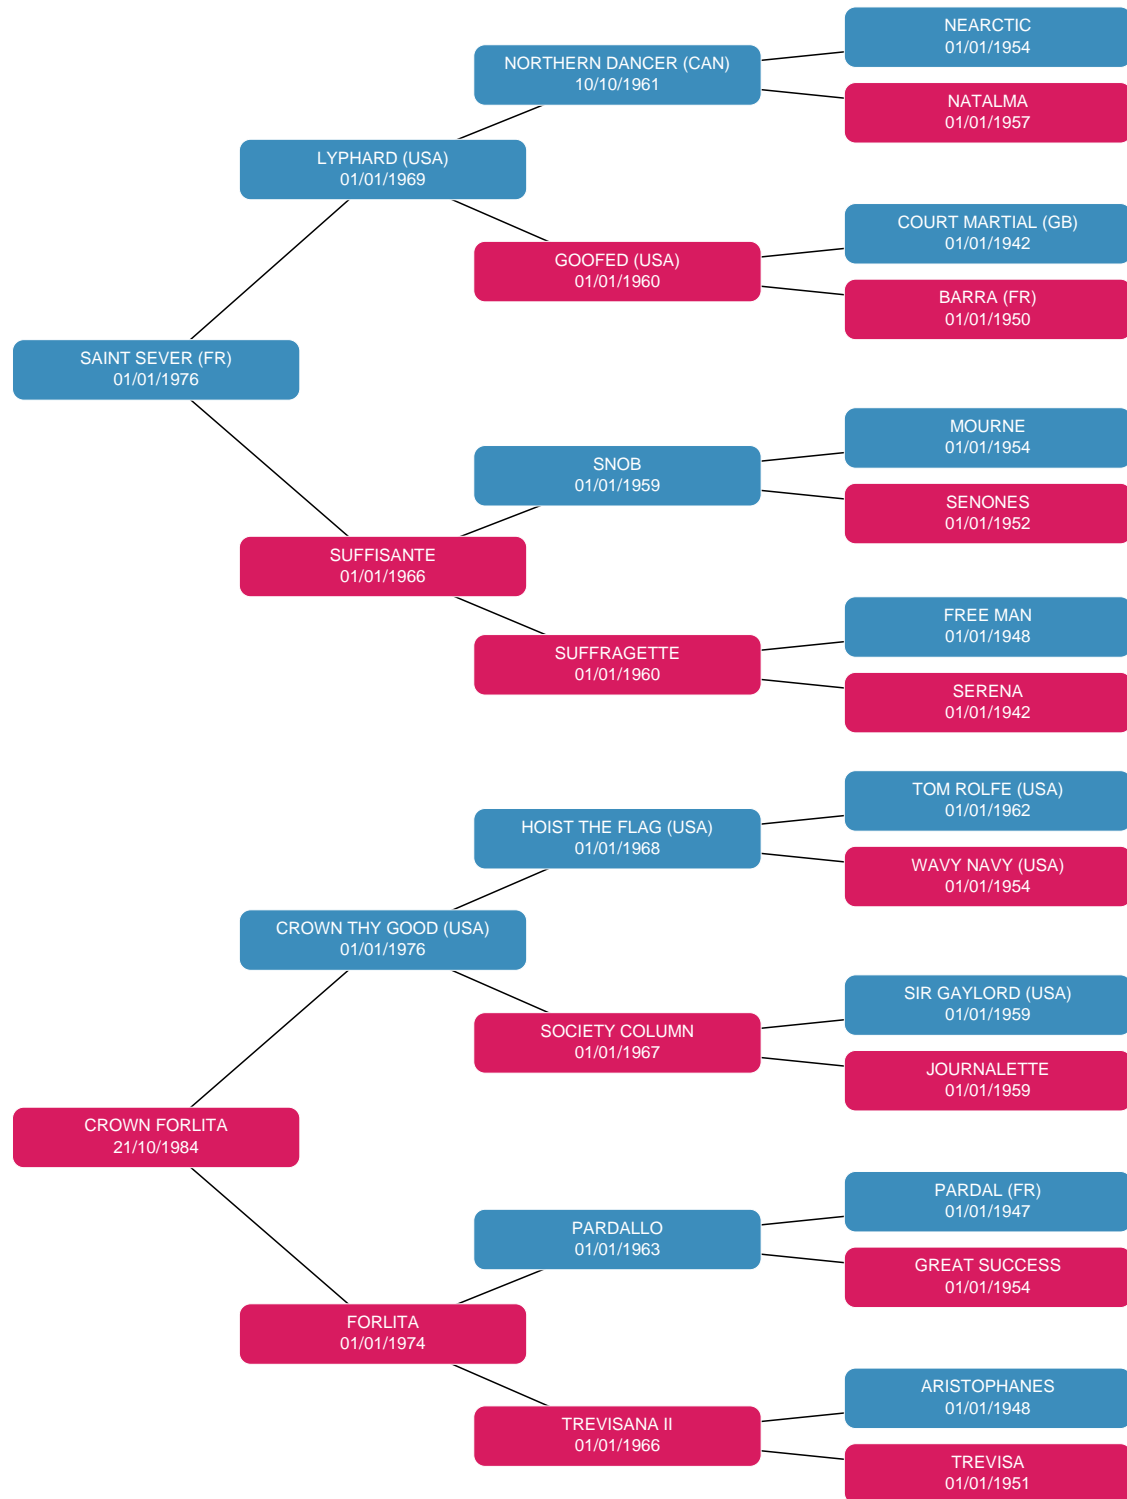 NEARCTIC
01/01/1954
NORTHERN DANCER (CAN)
10/10/1961
NATALMA
01/01/1957
LYPHARD (USA)
01/01/1969
COURT MARTIAL (GB)
01/01/1942
GOOFED (USA)
01/01/1960
BARRA (FR)
01/01/1950
SAINT SEVER (FR)
01/01/1976
MOURNE
01/01/1954
SNOB
01/01/1959
SENONES
01/01/1952
SUFFISANTE
01/01/1966
FREE MAN
01/01/1948
SUFFRAGETTE
01/01/1960
SERENA
01/01/1942
TOM ROLFE (USA)
01/01/1962
HOIST THE FLAG (USA)
01/01/1968
WAVY NAVY (USA)
01/01/1954
CROWN THY GOOD (USA)
01/01/1976
SIR GAYLORD (USA)
01/01/1959
SOCIETY COLUMN
01/01/1967
JOURNALETTE
01/01/1959
CROWN FORLITA
21/10/1984
PARDAL (FR)
01/01/1947
PARDALLO
01/01/1963
GREAT SUCCESS
01/01/1954
FORLITA
01/01/1974
ARISTOPHANES
01/01/1948
TREVISANA II
01/01/1966
TREVISA
01/01/1951